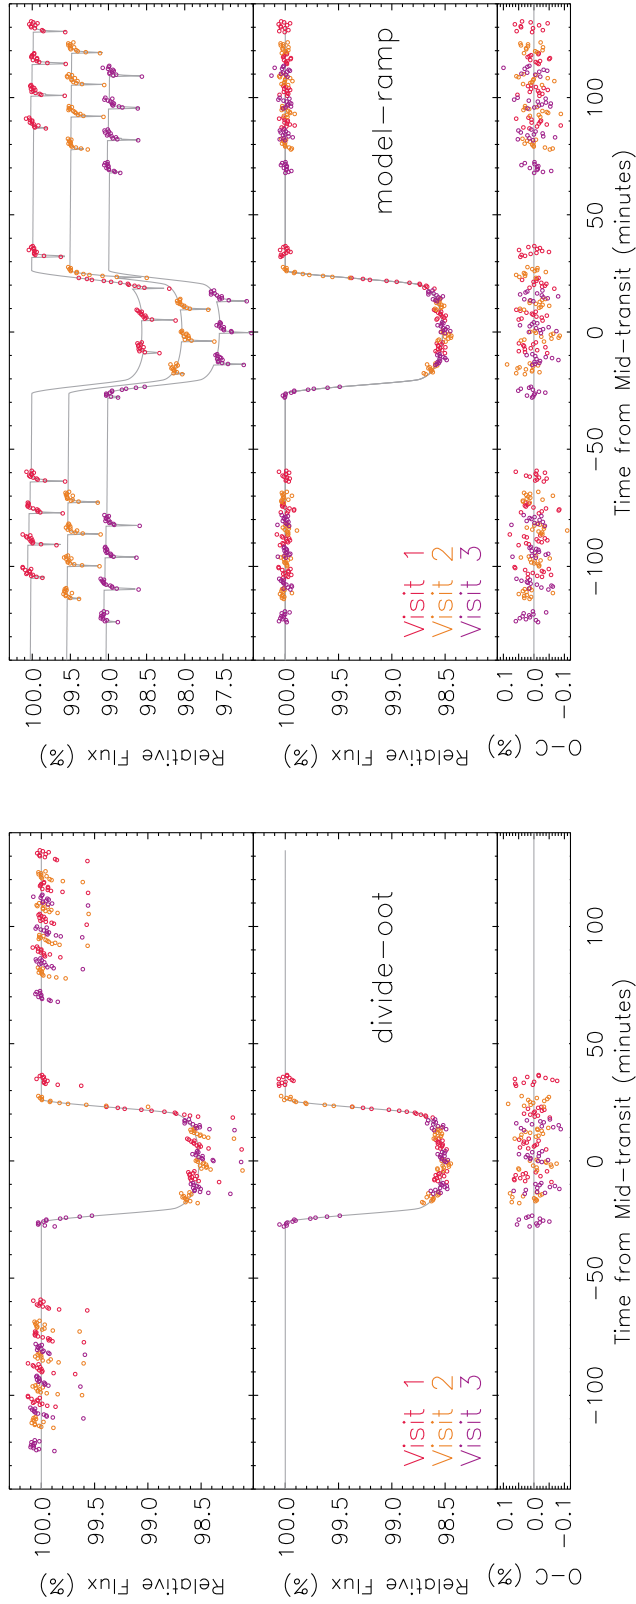 100.0
99.5
99.0
98.5
Relative Flux (%)
divide-oot
100.0
99.5
99.0
98.5
Relative Flux (%)
Visit 1
Visit 2
Visit 3
0.1
0.0
-0.1
O-C (%)
-100
-50
0
50
100
Time from Mid-transit (minutes)
100.0
99.5
99.0
98.5
98.0
97.5
Relative Flux (%)
model-ramp
100.0
99.5
99.0
98.5
Relative Flux (%)
Visit 1
Visit 2
Visit 3
0.1
0.0
-0.1
O-C (%)
-100
-50
0
50
100
Time from Mid-transit (minutes)